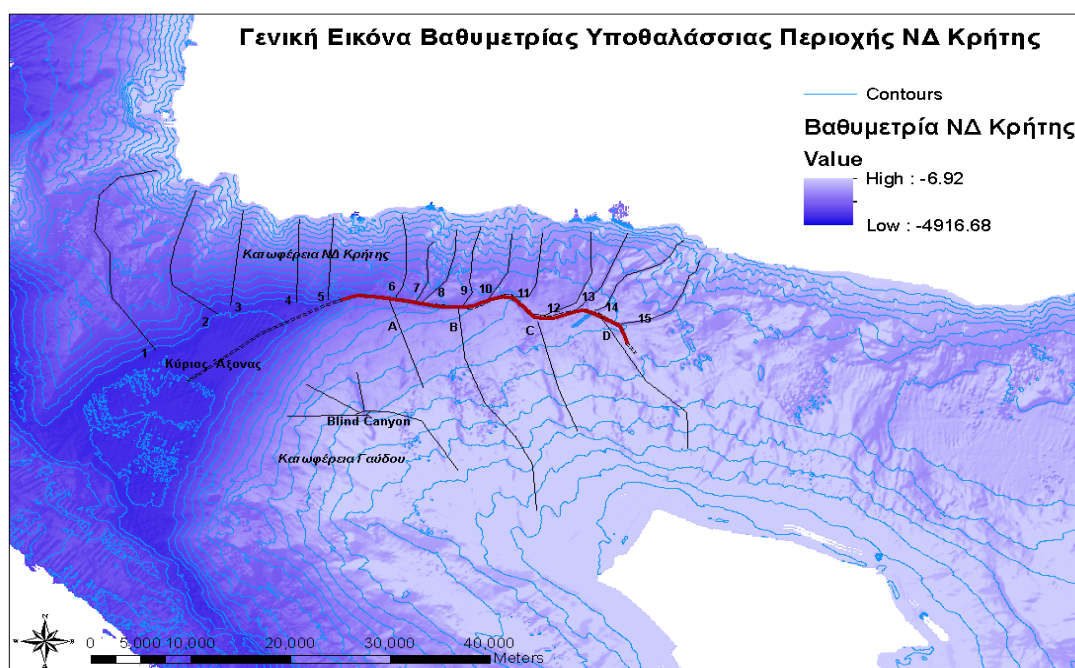 Γενική Εικόνα Βαθυμετρίας Υποθαλάσσιας Περιοχής ΝΔ Κρήτης
Contours
Βαθυμετρία ΝΔ Κρήτης
Value
High : -6.92
Low : -4916.68
Κατωφέρεια ΝΔ Κρήτης
1
2
3
4
5
6
7
8
9
10
11
12
13
14
15
A
B
C
D
Κύριος Άξονας
Blind Canyon
Κατωφέρεια Γαύδου
0 5,000 10,000 20,000 30,000 40,000
Meters